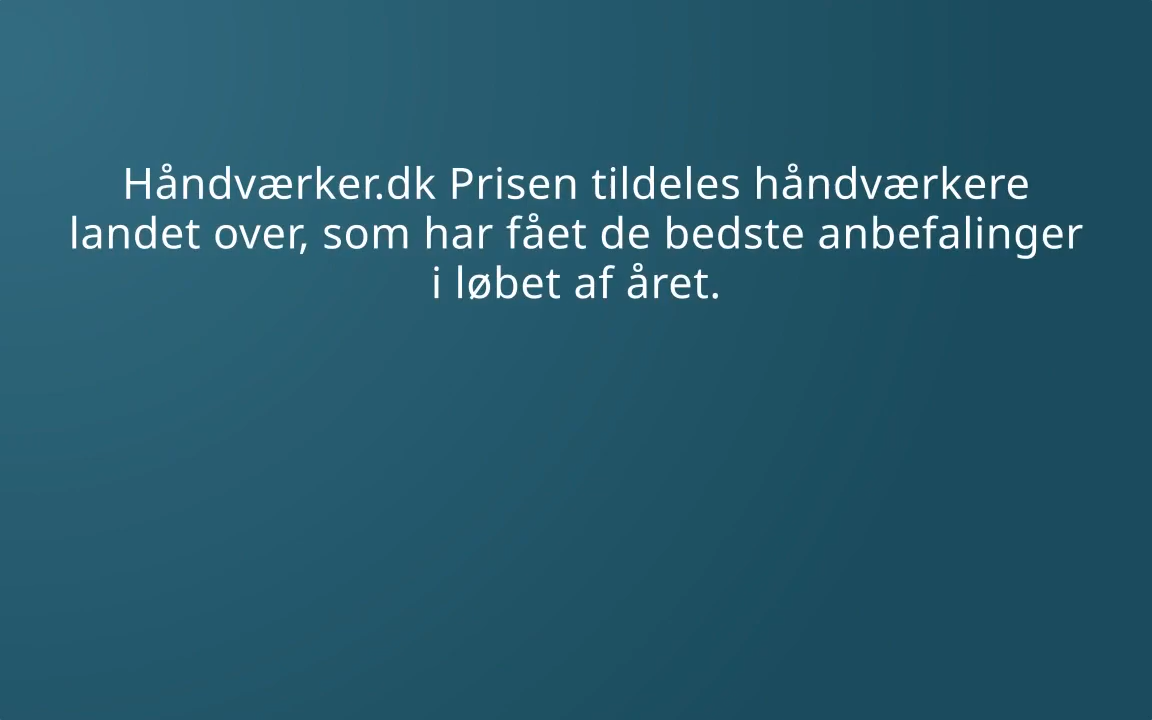 Håndværker.dk Prisen tildeles håndværkere
landet over, som har fået de bedste anbefalinger
i løbet af året.